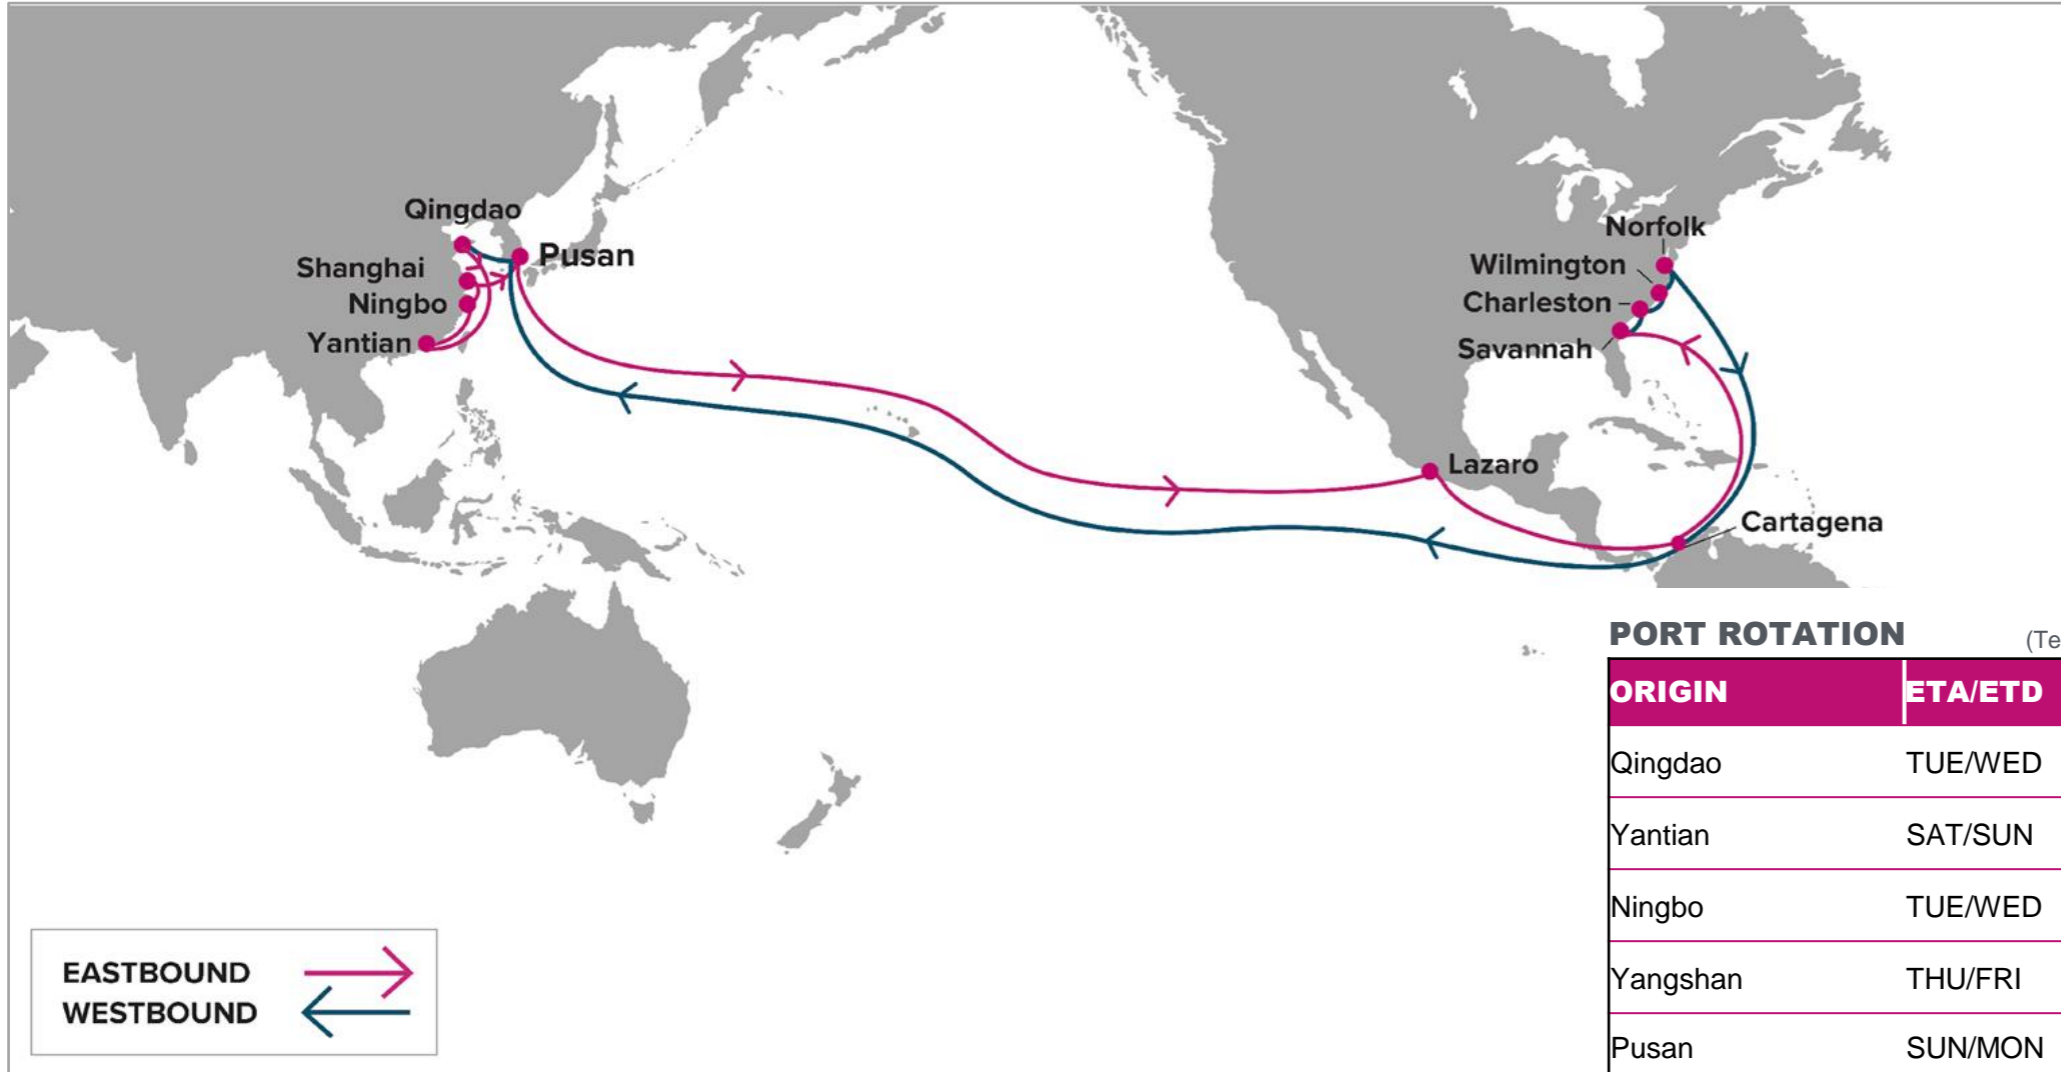 Qingdao
Pusan
Shanghai
Ningbo
Yantian
Norfolk
Wilmington
Charleston
Savannah
Lazaro
Cartagena
EASTBOUND
WESTBOUND
PORT ROTATION (Te
ORIGIN ETA/ETD
Qingdao TUE/WED
Yantian SAT/SUN
Ningbo TUE/WED
Yangshan THU/FRI
Pusan SUN/MON